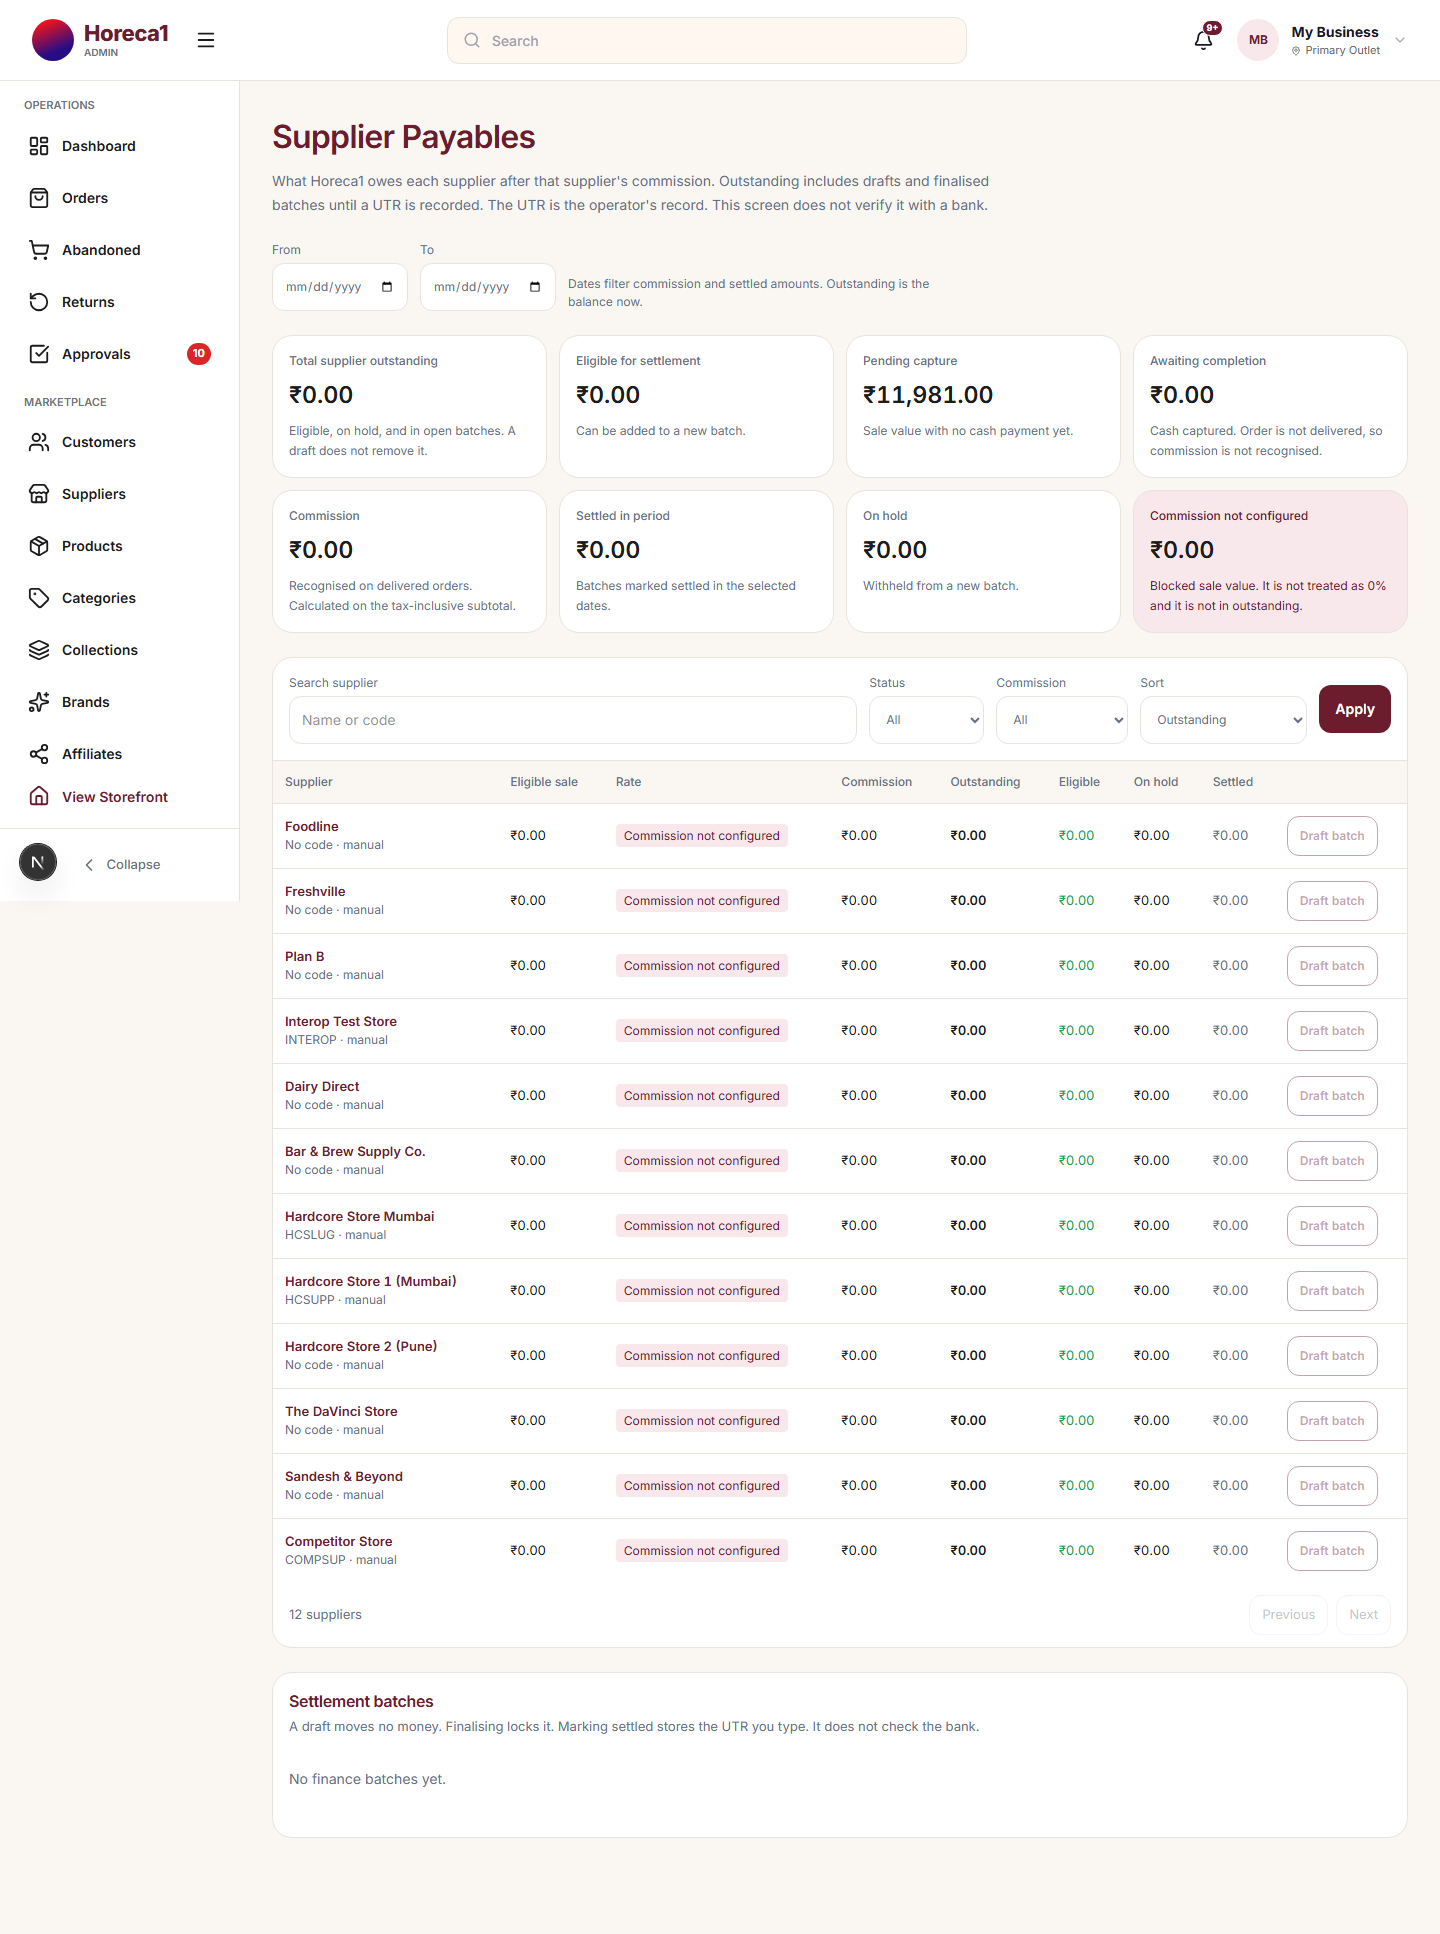 Horeca1
ADMIN
Search
9+
MB
My Business
Primary Outlet
OPERATIONS
Dashboard
Orders
Abandoned
Returns
Approvals
10
MARKETPLACE
Customers
Suppliers
Products
Categories
Collections
Brands
Affiliates
View Storefront
N
Collapse
Supplier Payables
What Horeca1 owes each supplier after that supplier's commission. Outstanding includes drafts and finalised
batches until a UTR is recorded. The UTR is the operator's record. This screen does not verify it with a bank.
From
To
mm/dd/yyyy
mm/dd/yyyy
Dates filter commission and settled amounts. Outstanding is the
balance now.
Total supplier outstanding
₹0.00
Eligible, on hold, and in open batches. A
draft does not remove it.
Eligible for settlement
₹0.00
Can be added to a new batch.
Pending capture
₹11,981.00
Sale value with no cash payment yet.
Awaiting completion
₹0.00
Cash captured. Order is not delivered, so
commission is not recognised.
Commission
₹0.00
Recognised on delivered orders.
Calculated on the tax-inclusive subtotal.
Settled in period
₹0.00
Batches marked settled in the selected
dates.
On hold
₹0.00
Withheld from a new batch.
Commission not configured
₹0.00
Blocked sale value. It is not treated as 0%
and it is not in outstanding.
Search supplier
Name or code
Status
All
Commission
All
Sort
Outstanding
Apply
Supplier Eligible sale Rate Commission Outstanding Eligible On hold Settled
Foodline
No code · manual
₹0.00 Commission not configured ₹0.00 ₹0.00 ₹0.00 ₹0.00 ₹0.00 Draft batch
Freshville
No code · manual
₹0.00 Commission not configured ₹0.00 ₹0.00 ₹0.00 ₹0.00 ₹0.00 Draft batch
Plan B
No code · manual
₹0.00 Commission not configured ₹0.00 ₹0.00 ₹0.00 ₹0.00 ₹0.00 Draft batch
Interop Test Store
INTEROP · manual
₹0.00 Commission not configured ₹0.00 ₹0.00 ₹0.00 ₹0.00 ₹0.00 Draft batch
Dairy Direct
No code · manual
₹0.00 Commission not configured ₹0.00 ₹0.00 ₹0.00 ₹0.00 ₹0.00 Draft batch
Bar & Brew Supply Co.
No code · manual
₹0.00 Commission not configured ₹0.00 ₹0.00 ₹0.00 ₹0.00 ₹0.00 Draft batch
Hardcore Store Mumbai
HCSLUG · manual
₹0.00 Commission not configured ₹0.00 ₹0.00 ₹0.00 ₹0.00 ₹0.00 Draft batch
Hardcore Store 1 (Mumbai)
HCSUPP · manual
₹0.00 Commission not configured ₹0.00 ₹0.00 ₹0.00 ₹0.00 ₹0.00 Draft batch
Hardcore Store 2 (Pune)
No code · manual
₹0.00 Commission not configured ₹0.00 ₹0.00 ₹0.00 ₹0.00 ₹0.00 Draft batch
The DaVinci Store
No code · manual
₹0.00 Commission not configured ₹0.00 ₹0.00 ₹0.00 ₹0.00 ₹0.00 Draft batch
Sandesh & Beyond
No code · manual
₹0.00 Commission not configured ₹0.00 ₹0.00 ₹0.00 ₹0.00 ₹0.00 Draft batch
Competitor Store
COMPSUP · manual
₹0.00 Commission not configured ₹0.00 ₹0.00 ₹0.00 ₹0.00 ₹0.00 Draft batch
12 suppliers
Previous
Next
Settlement batches
A draft moves no money. Finalising locks it. Marking settled stores the UTR you type. It does not check the bank.
No finance batches yet.